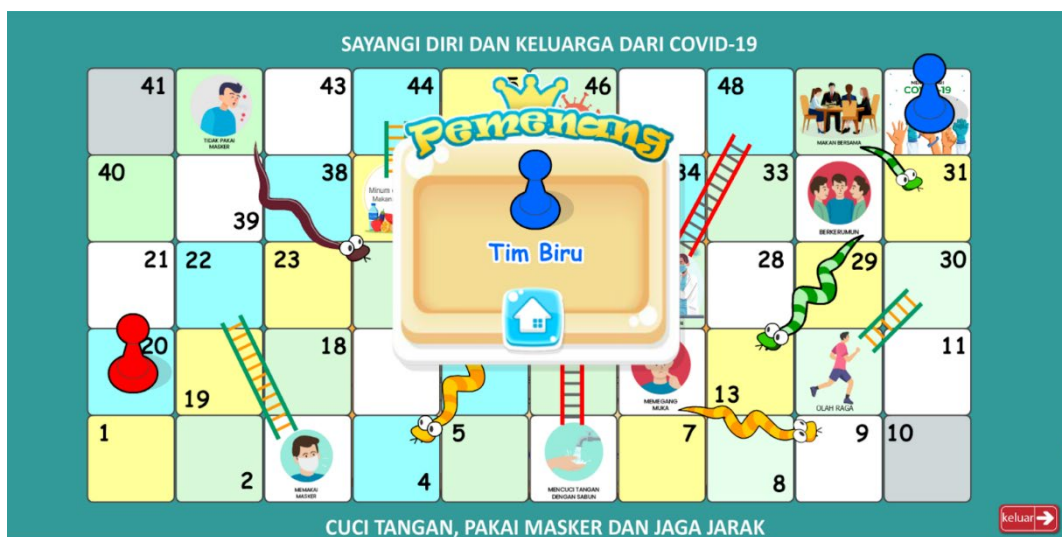 SAYANGI DIRI DAN KELUARGA DARI COVID-19
41
TIDAK PAKAI
MASKER
43
44
46
48
MAKAN BERSAMA
Pemenang
Tim Biru
40
39
38
Minum
Makan
34
33
BERKERUMUN
31
21
22
23
28
29
30
20
19
18
MEMEGANG
MUKA
13
OLAH RAGA
11
1
2
MEMAKAI
MASKER
4
5
MENCUCI TANGAN
DENGAN SABUN
7
8
9
10
CUCI TANGAN, PAKAI MASKER DAN JAGA JARAK
keluar